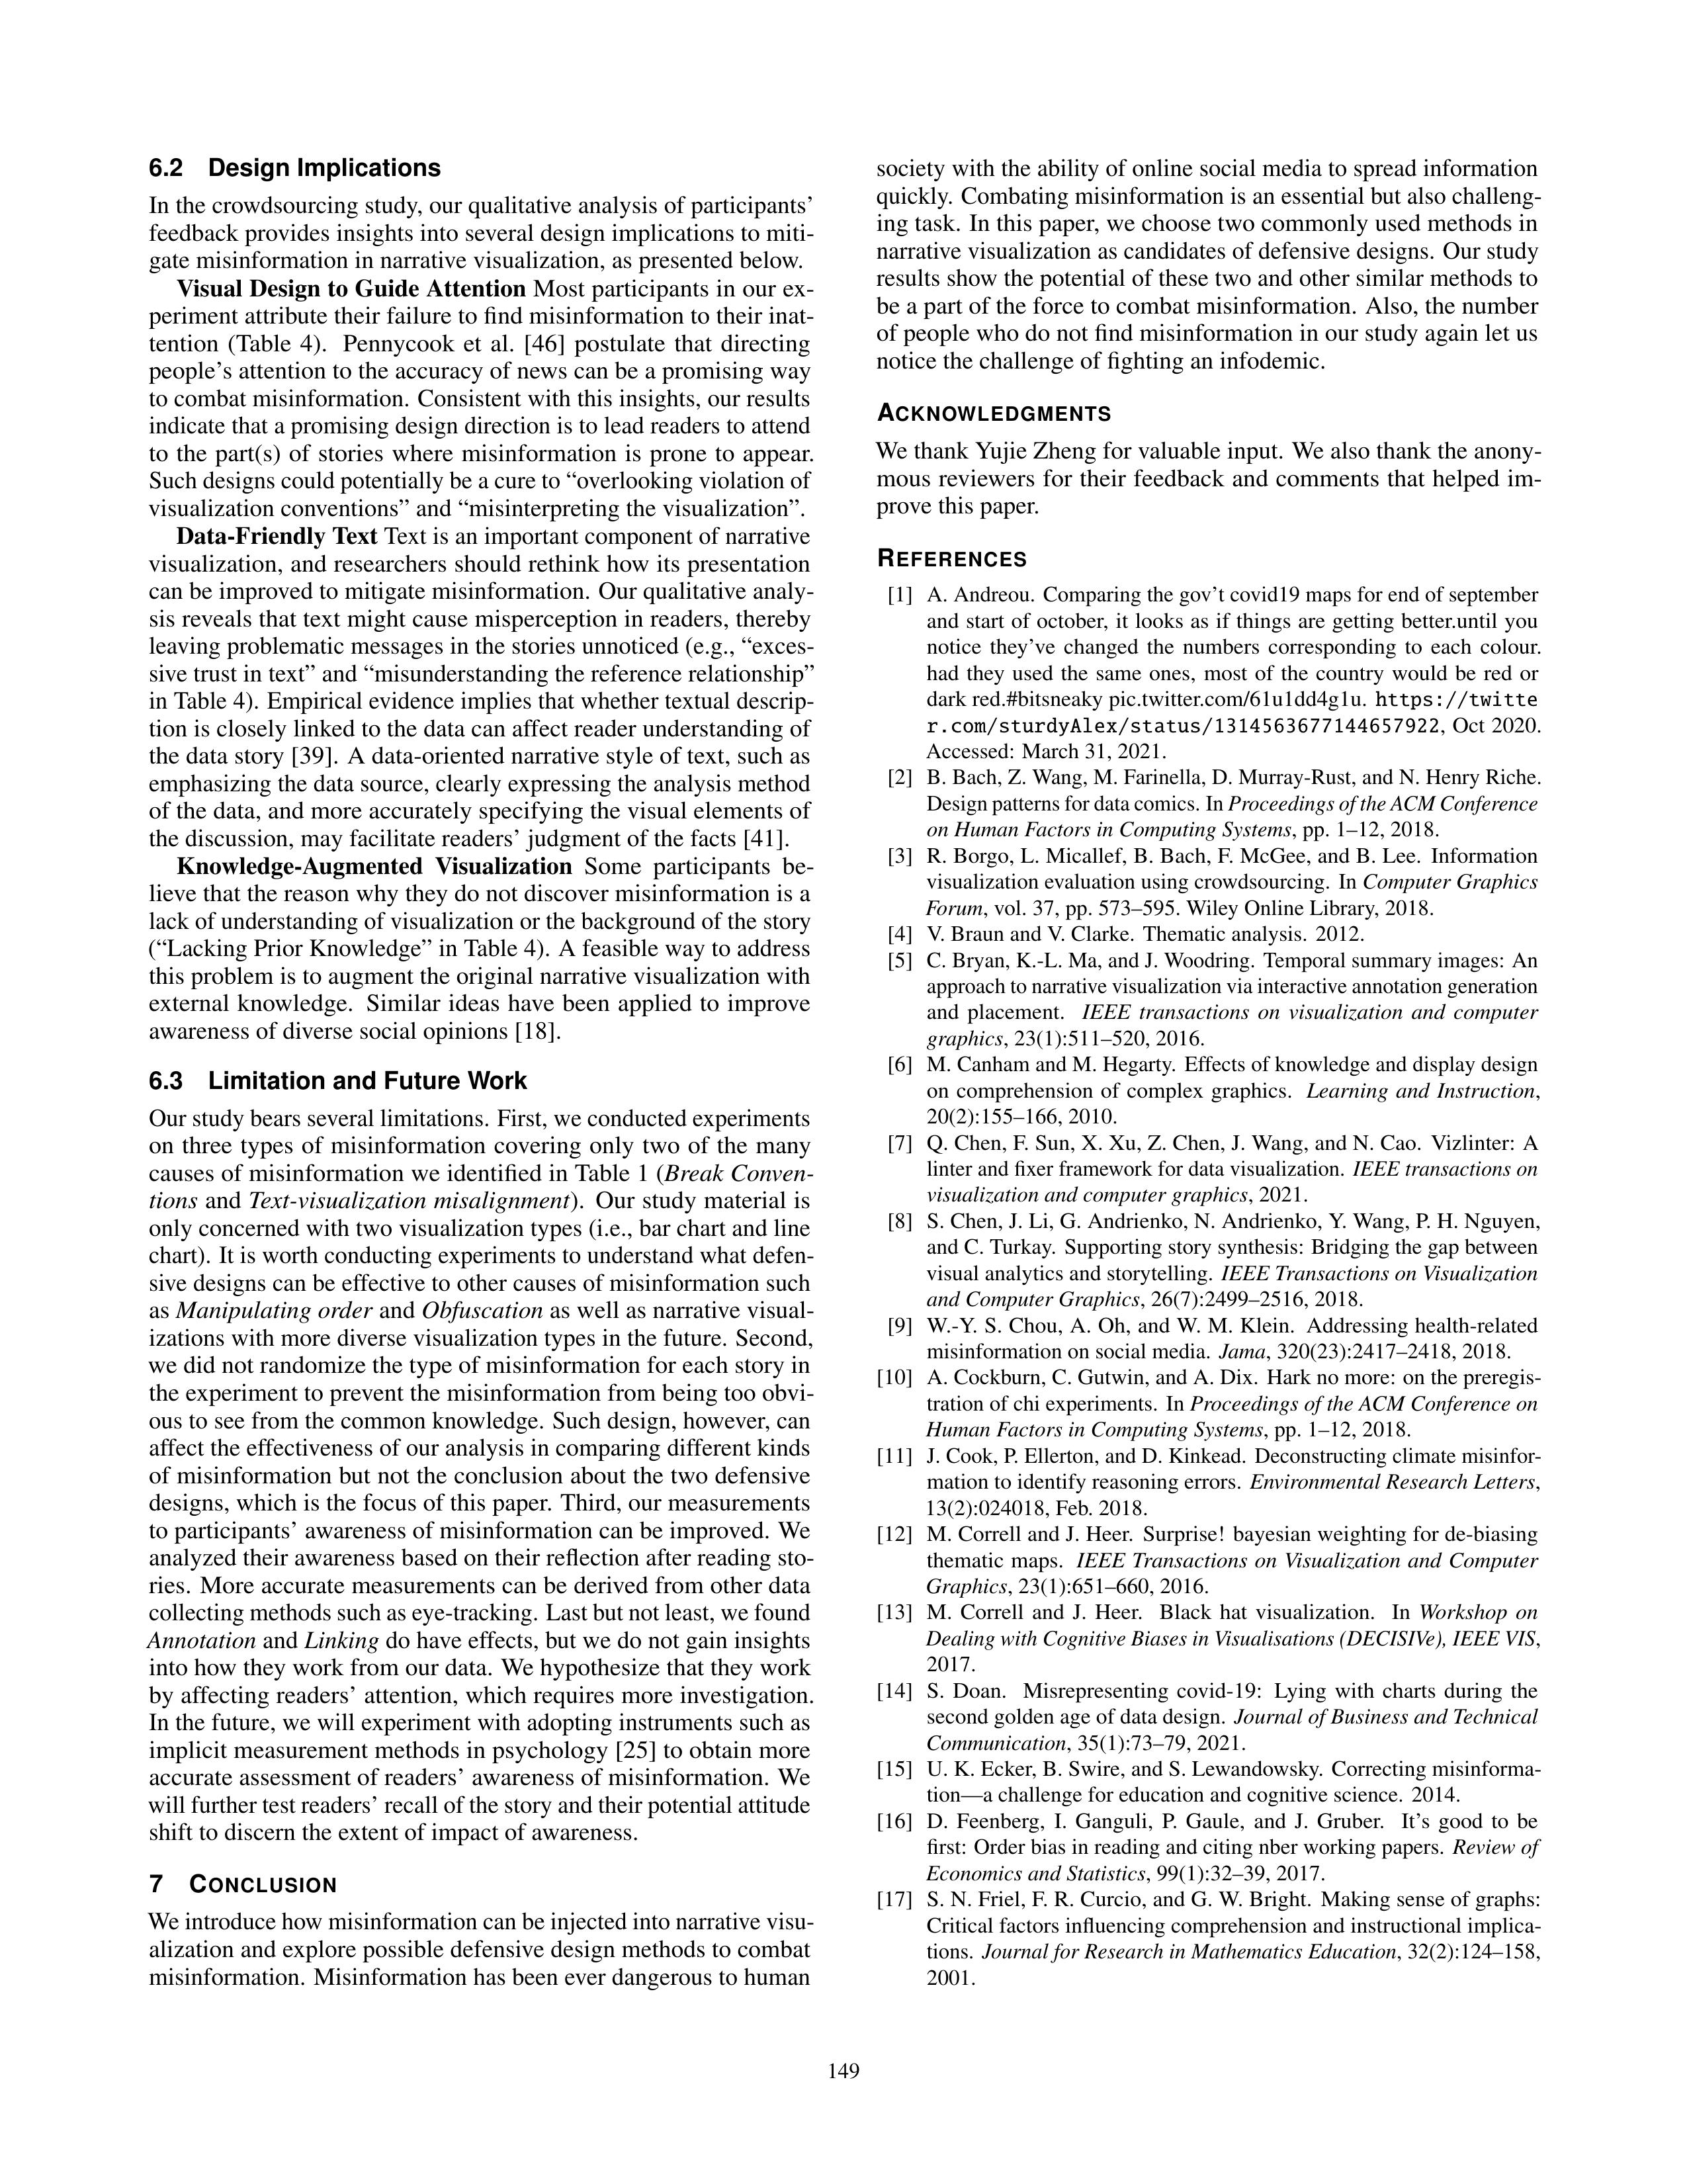 6.2 Design Implications
In the crowdsourcing study, our qualitative analysis of participants’
feedback provides insights into several design implications to miti-
gate misinformation in narrative visualization, as presented below.
Visual Design to Guide Attention Most participants in our ex-
periment attribute their failure to find misinformation to their inat-
tention (Table 4). Pennycook et al. [46] postulate that directing
people’s attention to the accuracy of news can be a promising way
to combat misinformation. Consistent with this insights, our results
indicate that a promising design direction is to lead readers to attend
to the part(s) of stories where misinformation is prone to appear.
Such designs could potentially be a cure to “overlooking violation of
visualization conventions” and “misinterpreting the visualization”.
Data-Friendly Text Text is an important component of narrative
visualization, and researchers should rethink how its presentation
can be improved to mitigate misinformation. Our qualitative analy-
sis reveals that text might cause misperception in readers, thereby
leaving problematic messages in the stories unnoticed (e.g., “exces-
sive trust in text” and “misunderstanding the reference relationship”
in Table 4). Empirical evidence implies that whether textual descrip-
tion is closely linked to the data can affect reader understanding of
the data story [39]. A data-oriented narrative style of text, such as
emphasizing the data source, clearly expressing the analysis method
of the data, and more accurately specifying the visual elements of
the discussion, may facilitate readers’ judgment of the facts [41].
Knowledge-Augmented Visualization Some participants be-
lieve that the reason why they do not discover misinformation is a
lack of understanding of visualization or the background of the story
(“Lacking Prior Knowledge” in Table 4). A feasible way to address
this problem is to augment the original narrative visualization with
external knowledge. Similar ideas have been applied to improve
awareness of diverse social opinions [18].
6.3 Limitation and Future Work
Our study bears several limitations. First, we conducted experiments
on three types of misinformation covering only two of the many
causes of misinformation we identified in Table 1 (Break Conven-
tions and Text-visualization misalignment). Our study material is
only concerned with two visualization types (i.e., bar chart and line
chart). It is worth conducting experiments to understand what defen-
sive designs can be effective to other causes of misinformation such
as Manipulating order and Obfuscation as well as narrative visual-
izations with more diverse visualization types in the future. Second,
we did not randomize the type of misinformation for each story in
the experiment to prevent the misinformation from being too obvi-
ous to see from the common knowledge. Such design, however, can
affect the effectiveness of our analysis in comparing different kinds
of misinformation but not the conclusion about the two defensive
designs, which is the focus of this paper. Third, our measurements
to participants’ awareness of misinformation can be improved. We
analyzed their awareness based on their reflection after reading sto-
ries. More accurate measurements can be derived from other data
collecting methods such as eye-tracking. Last but not least, we found
Annotation and Linking do have effects, but we do not gain insights
into how they work from our data. We hypothesize that they work
by affecting readers’ attention, which requires more investigation.
In the future, we will experiment with adopting instruments such as
implicit measurement methods in psychology [25] to obtain more
accurate assessment of readers’ awareness of misinformation. We
will further test readers’ recall of the story and their potential attitude
shift to discern the extent of impact of awareness.
7 CONCLUSION
We introduce how misinformation can be injected into narrative visu-
alization and explore possible defensive design methods to combat
misinformation. Misinformation has been ever dangerous to human
society with the ability of online social media to spread information
quickly. Combating misinformation is an essential but also challeng-
ing task. In this paper, we choose two commonly used methods in
narrative visualization as candidates of defensive designs. Our study
results show the potential of these two and other similar methods to
be a part of the force to combat misinformation. Also, the number
of people who do not find misinformation in our study again let us
notice the challenge of fighting an infodemic.
ACKNOWLEDGMENTS
We thank Yujie Zheng for valuable input. We also thank the anony-
mous reviewers for their feedback and comments that helped im-
prove this paper.
REFERENCES
[1] A. Andreou. Comparing the gov’t covid19 maps for end of september
and start of october, it looks as if things are getting better.until you
notice they’ve changed the numbers corresponding to each colour.
had they used the same ones, most of the country would be red or
dark red.#bitsneaky pic.twitter.com/61u1dd4g1u. https://twitte
r.com/sturdyAlex/status/1314563677144657922, Oct 2020.
Accessed: March 31, 2021.
[2] B. Bach, Z. Wang, M. Farinella, D. Murray-Rust, and N. Henry Riche.
Design patterns for data comics. In Proceedings of the ACM Conference
on Human Factors in Computing Systems, pp. 1–12, 2018.
[3] R. Borgo, L. Micallef, B. Bach, F. McGee, and B. Lee. Information
visualization evaluation using crowdsourcing. In Computer Graphics
Forum, vol. 37, pp. 573–595. Wiley Online Library, 2018.
[4] V. Braun and V. Clarke. Thematic analysis. 2012.
[5] C. Bryan, K.-L. Ma, and J. Woodring. Temporal summary images: An
approach to narrative visualization via interactive annotation generation
and placement. IEEE transactions on visualization and computer
graphics, 23(1):511–520, 2016.
[6] M. Canham and M. Hegarty. Effects of knowledge and display design
on comprehension of complex graphics. Learning and Instruction,
20(2):155–166, 2010.
[7] Q. Chen, F. Sun, X. Xu, Z. Chen, J. Wang, and N. Cao. Vizlinter: A
linter and fixer framework for data visualization. IEEE transactions on
visualization and computer graphics, 2021.
[8] S. Chen, J. Li, G. Andrienko, N. Andrienko, Y. Wang, P. H. Nguyen,
and C. Turkay. Supporting story synthesis: Bridging the gap between
visual analytics and storytelling. IEEE Transactions on Visualization
and Computer Graphics, 26(7):2499–2516, 2018.
[9] W.-Y. S. Chou, A. Oh, and W. M. Klein. Addressing health-related
misinformation on social media. Jama, 320(23):2417–2418, 2018.
[10] A. Cockburn, C. Gutwin, and A. Dix. Hark no more: on the preregis-
tration of chi experiments. In Proceedings of the ACM Conference on
Human Factors in Computing Systems, pp. 1–12, 2018.
[11] J. Cook, P. Ellerton, and D. Kinkead. Deconstructing climate misinfor-
mation to identify reasoning errors. Environmental Research Letters,
13(2):024018, Feb. 2018.
[12] M. Correll and J. Heer. Surprise! bayesian weighting for de-biasing
thematic maps. IEEE Transactions on Visualization and Computer
Graphics, 23(1):651–660, 2016.
[13] M. Correll and J. Heer. Black hat visualization. In Workshop on
Dealing with Cognitive Biases in Visualisations (DECISIVe), IEEE VIS,
2017.
[14] S. Doan. Misrepresenting covid-19: Lying with charts during the
second golden age of data design. Journal of Business and Technical
Communication, 35(1):73–79, 2021.
[15] U. K. Ecker, B. Swire, and S. Lewandowsky. Correcting misinforma-
tion—a challenge for education and cognitive science. 2014.
[16] D. Feenberg, I. Ganguli, P. Gaule, and J. Gruber. It’s good to be
first: Order bias in reading and citing nber working papers. Review of
Economics and Statistics, 99(1):32–39, 2017.
[17] S. N. Friel, F. R. Curcio, and G. W. Bright. Making sense of graphs:
Critical factors influencing comprehension and instructional implica-
tions. Journal for Research in Mathematics Education, 32(2):124–158,
2001.
149